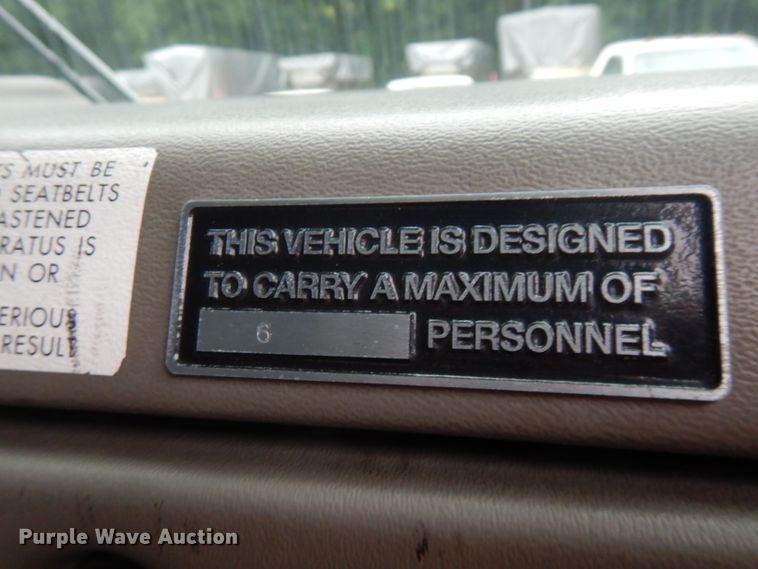 S MUST BE
SEATBELTS
ASTENED
RATUS IS
N OR
ERIOUS
RESULT
THIS VEHICLE IS DESIGNED
TO CARRY A MAXIMUM OF
6 PERSONNEL
Purple Wave Auction